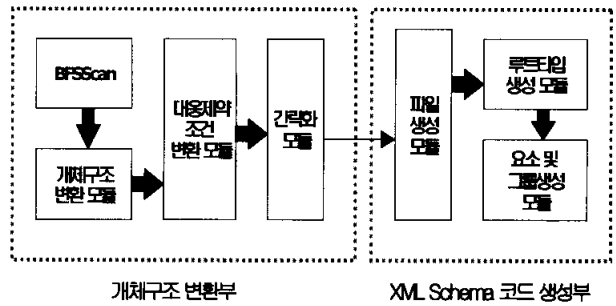 BFSScan
개체구조
변환 모듈
대응제약
조건
변환 모듈
간략화
모듈
파일
생성
모듈
루트타입
생성 모듈
요소 및
그룹생성
모듈
개체구조 변환부
XML Schema 코드 생성부